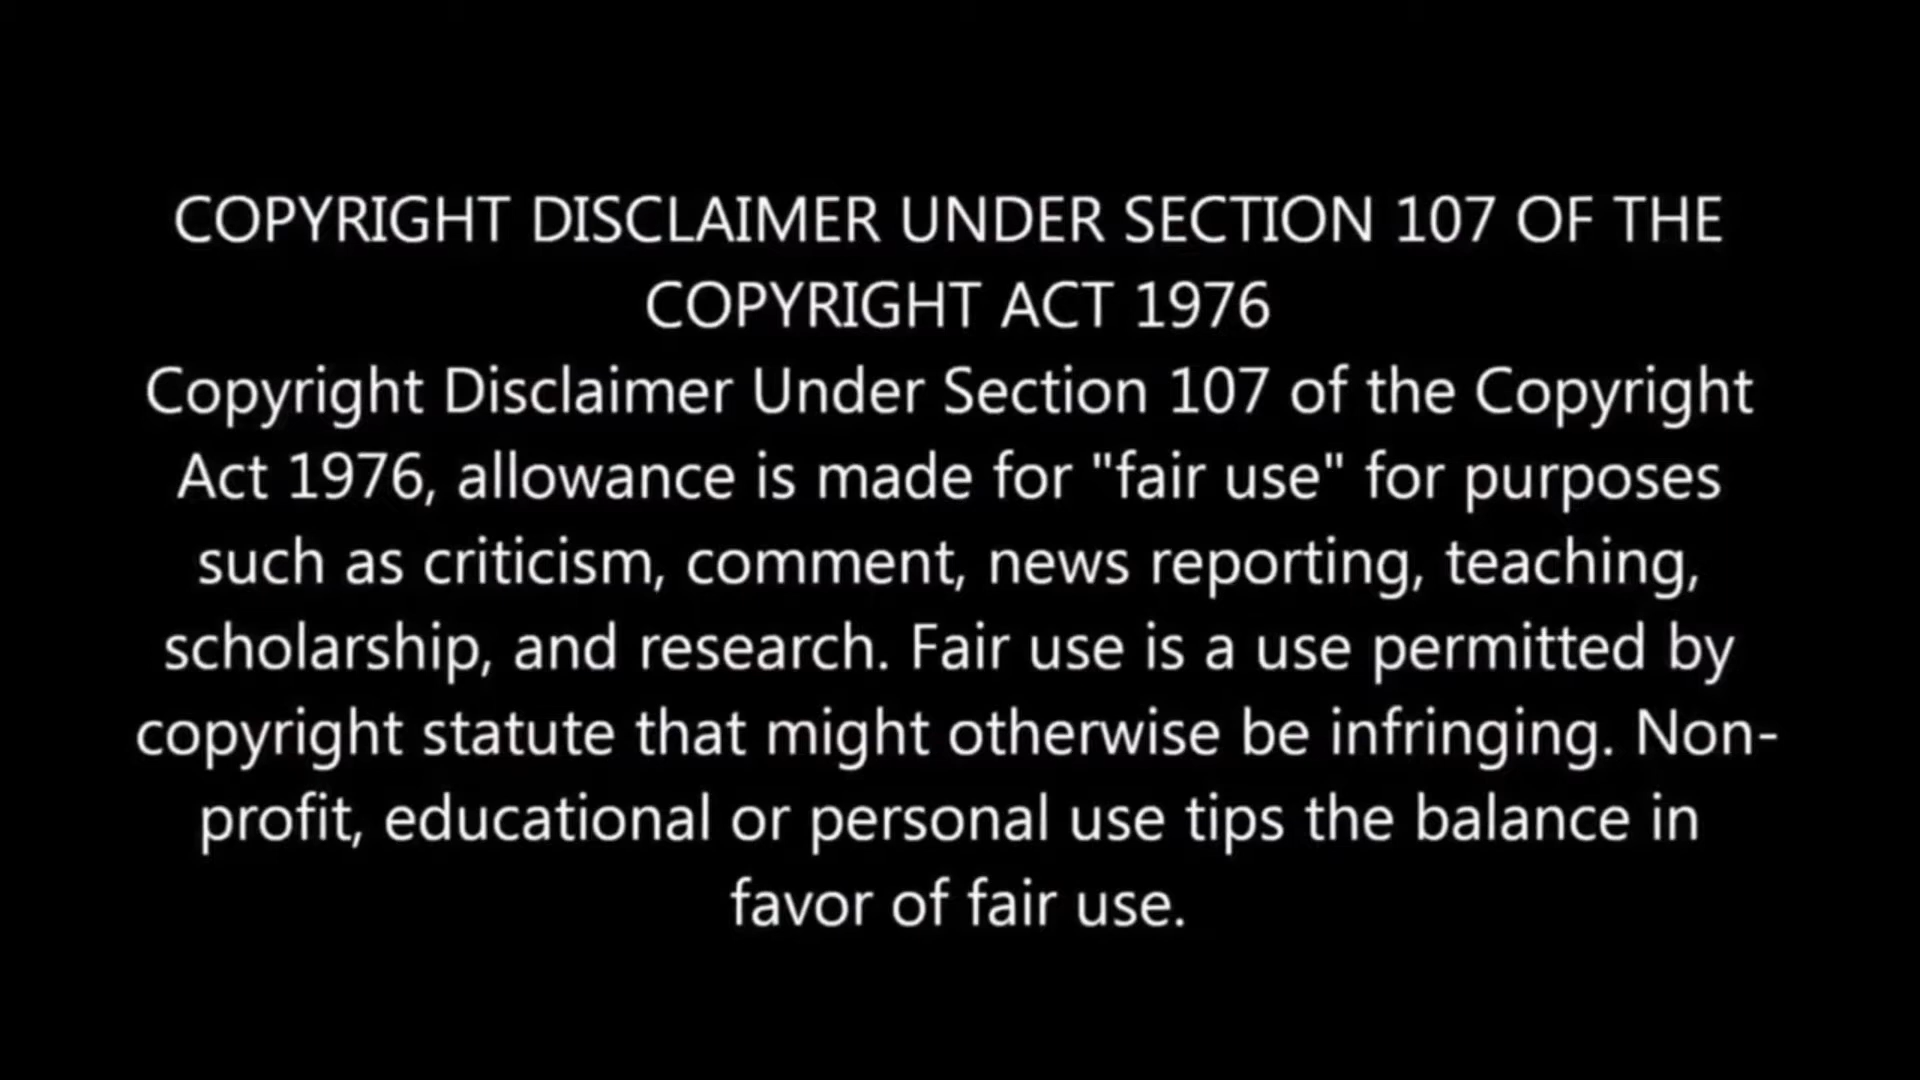 COPYRIGHT DISCLAIMER UNDER SECTION 107 OF THE
COPYRIGHT ACT 1976
Copyright Disclaimer Under Section 107 of the Copyright
Act 1976, allowance is made for "fair use" for purposes
such as criticism, comment, news reporting, teaching,
scholarship, and research. Fair use is a use permitted by
copyright statute that might otherwise be infringing. Non-
profit, educational or personal use tips the balance in
favor of fair use.